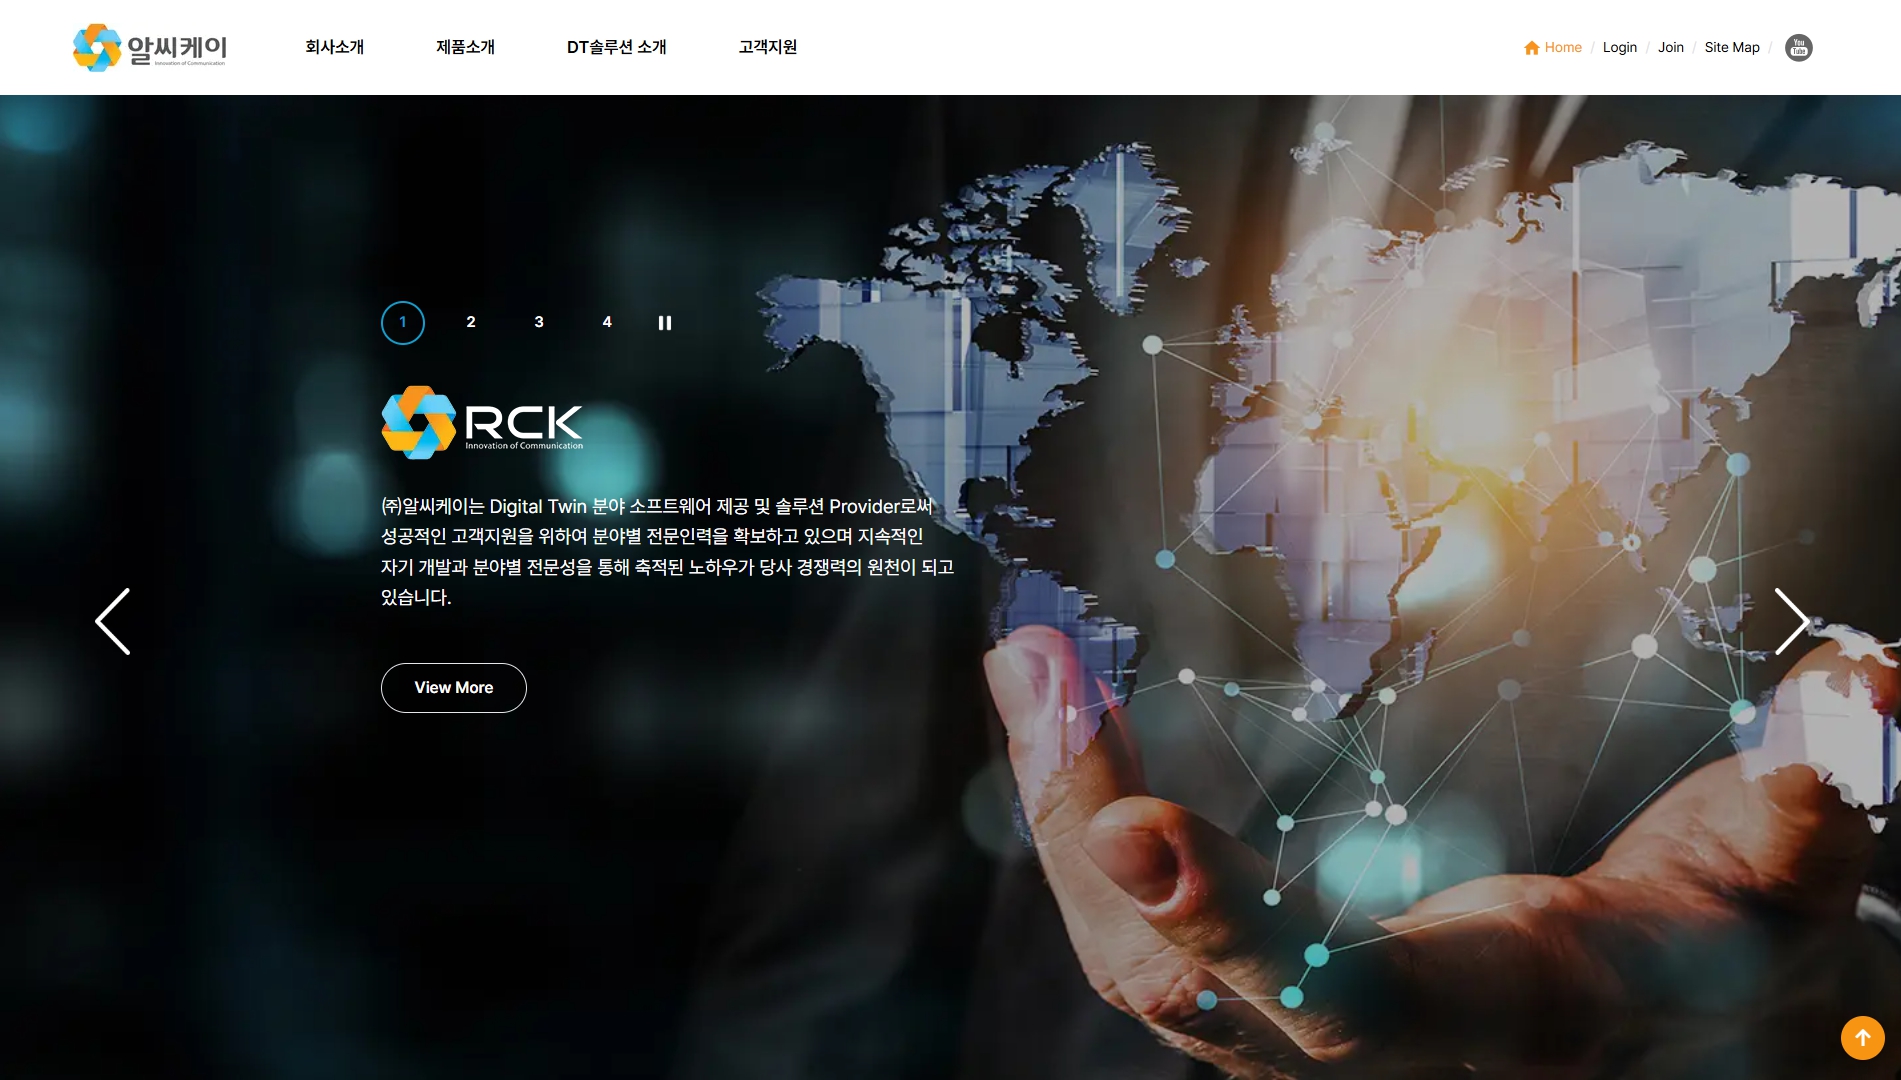 알씨케이
Innovation of Communication
회사소개
제품소개
DT솔루션 소개
고객지원
Home / Login / Join / Site Map /
You
Tube
1 2 3 4
RCK
Innovation of Communication
㈜알씨케이는 Digital Twin 분야 소프트웨어 제공 및 솔루션 Provider로써
성공적인 고객지원을 위하여 분야별 전문인력을 확보하고 있으며 지속적인
자기 개발과 분야별 전문성을 통해 축적된 노하우가 당사 경쟁력의 원천이 되고
있습니다.
View More